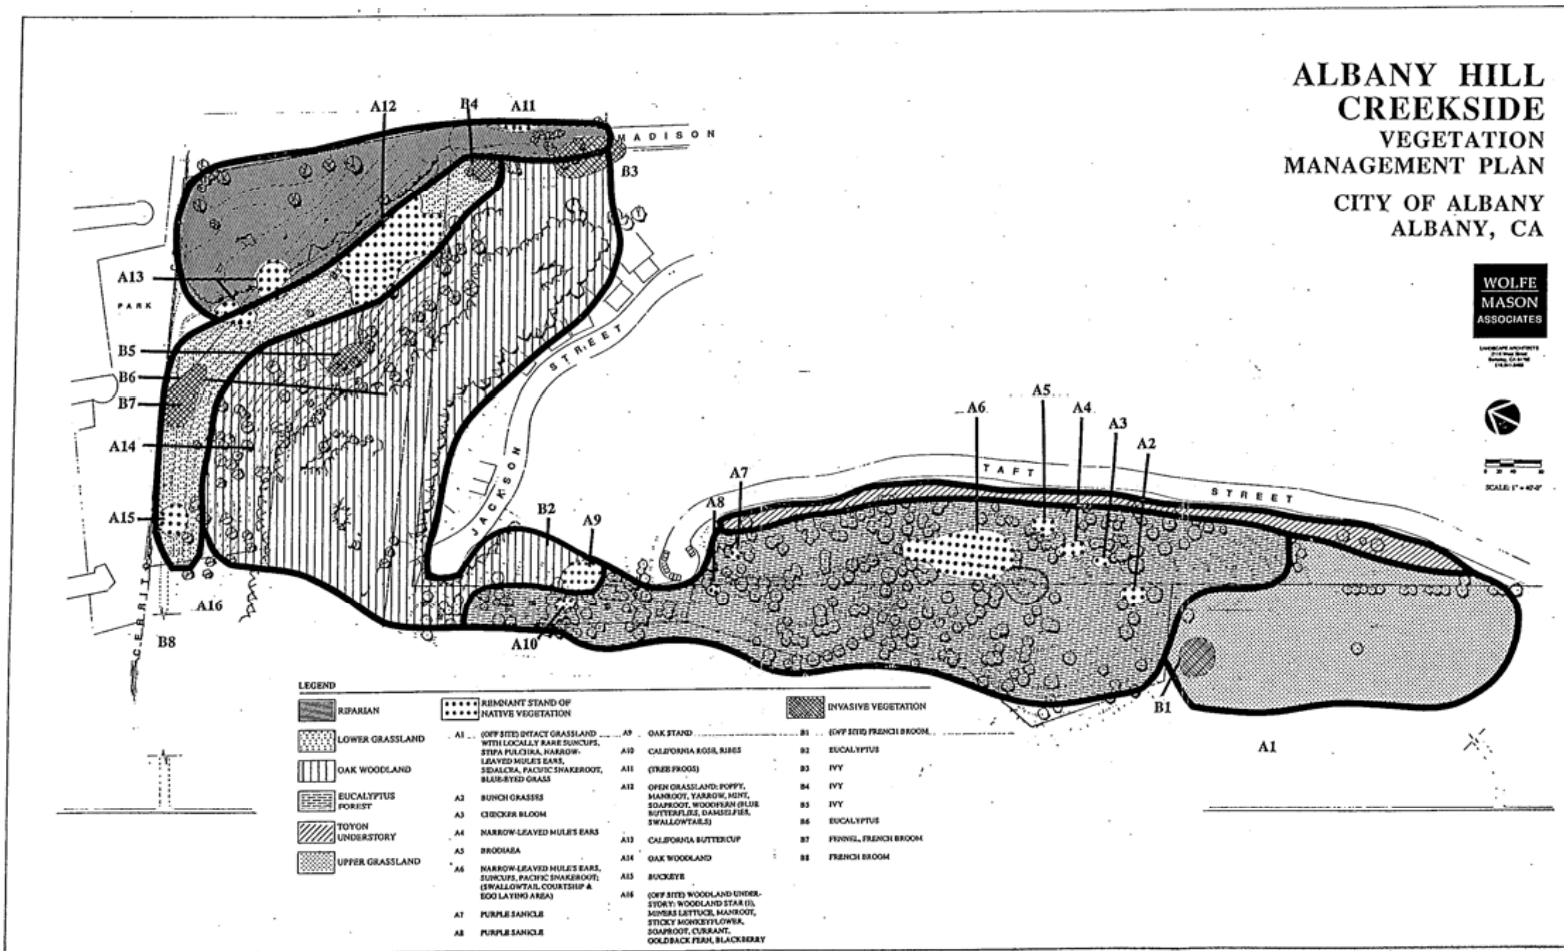 ALBANY HILL
CREEKSIDE
VEGETATION
MANAGEMENT PLAN
CITY OF ALBANY
ALBANY, CA
WOLFE
MASON
ASSOCIATES
LANDSCAPE ARCHITECTS
SCALE: 1" = 40'-0"
A12
B4
A11
MADISON
B3
A13
PARK
B5
B6
B7
A14
A15
A16
B8
CERRITO
JACKSON STREET
B2
A9
A10
A8
A7
A6
A5
A4
A3
A2
TAFT STREET
B1
A1
LEGEND
RIPARIAN
LOWER GRASSLAND
OAK WOODLAND
EUCALYPTUS
FOREST
TOYON
UNDERSTORY
UPPER GRASSLAND
REMNANT STAND OF
NATIVE VEGETATION
A1 (OFF SITE) INTACT GRASSLAND
WITH LOCALLY RARE SUNCUPS,
STIPA PULCHRA, NARROW-
LEAVED MULE'S EARS,
SIDALCEA, PACIFIC SNAKEROOT,
BLUE-EYED GRASS
A2 BUNCH GRASSES
A3 CHECKER BLOOM
A4 NARROW-LEAVED MULE'S EARS
A5 BRODIAEA
A6 NARROW-LEAVED MULE'S EARS,
SUNCUPS, PACIFIC SNAKEROOT;
(SWALLOWTAIL COURTSHIP &
EGG LAYING AREA)
A7 PURPLE SANICLE
A8 PURPLE SANICLE
A9 OAK STAND
A10 CALIFORNIA ROSE, RIBES
A11 (TREE FROGS)
A12 OPEN GRASSLAND: POPPY,
MANROOT, YARROW, MINT,
SOAPROOT, WOODFERN (BLUE
BUTTERFLIES, DAMSELFIES,
SWALLOWTAILS)
A13 CALIFORNIA BUTTERCUP
A14 OAK WOODLAND
A15 BUCKEYE
A16 (OFF SITE) WOODLAND UNDER-
STORY: WOODLAND STAR (?),
MINERS LETTUCE, MANROOT,
STICKY MONKEYFLOWER,
SOAPROOT, CURRANT,
GOLDBACK FERN, BLACKBERRY
INVASIVE VEGETATION
B1 (OFF SITE) FRENCH BROOM
B2 EUCALYPTUS
B3 IVY
B4 IVY
B5 IVY
B6 EUCALYPTUS
B7 FENNEL, FRENCH BROOM
B8 FRENCH BROOM